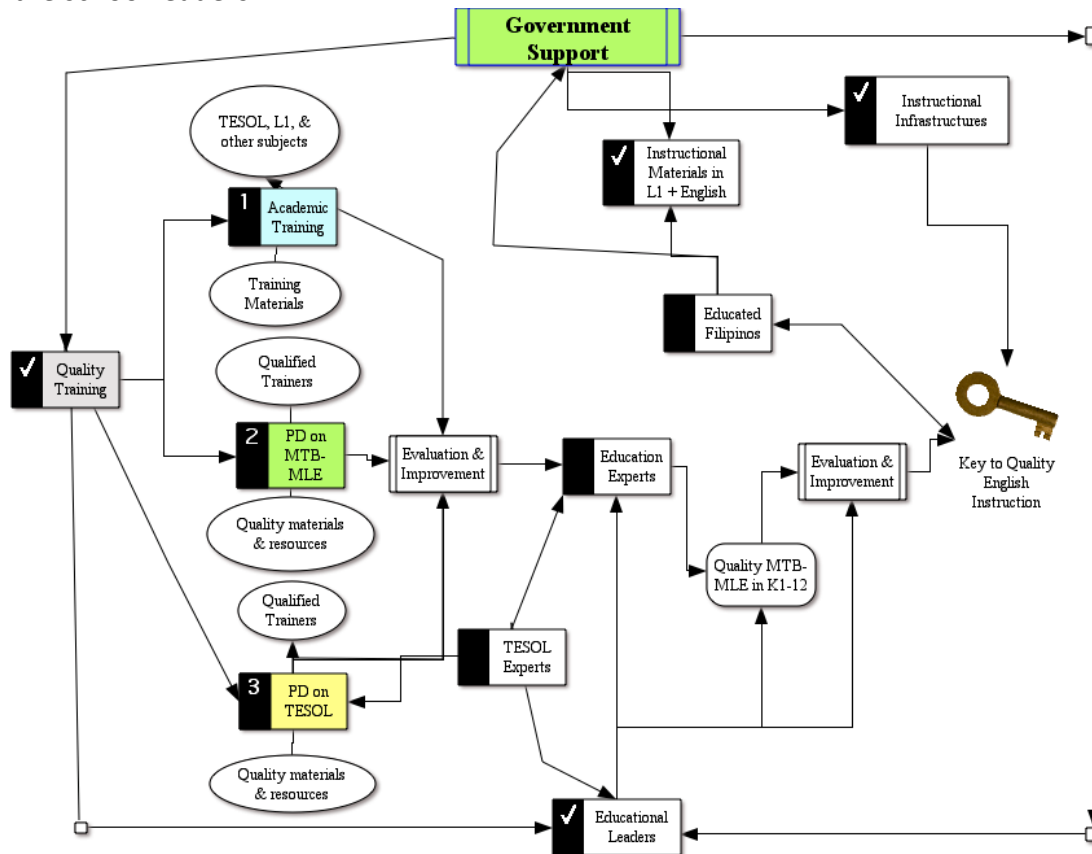 Government
Support
TESOL, L1, &
other subjects
Instructional
Infrastructures
Instructional
Materials in
L1 + English
1
Academic
Training
Training
Materials
Educated
Filipinos
Quality
Training
Qualified
Trainers
2
PD on
MTB-
MLE
Evaluation &
Improvement
Education
Experts
Evaluation &
Improvement
Key to Quality
English
Instruction
Quality materials
& resources
Quality MTB-
MLE in K1-12
Qualified
Trainers
TESOL
Experts
3
PD on
TESOL
Quality materials
& resources
Educational
Leaders